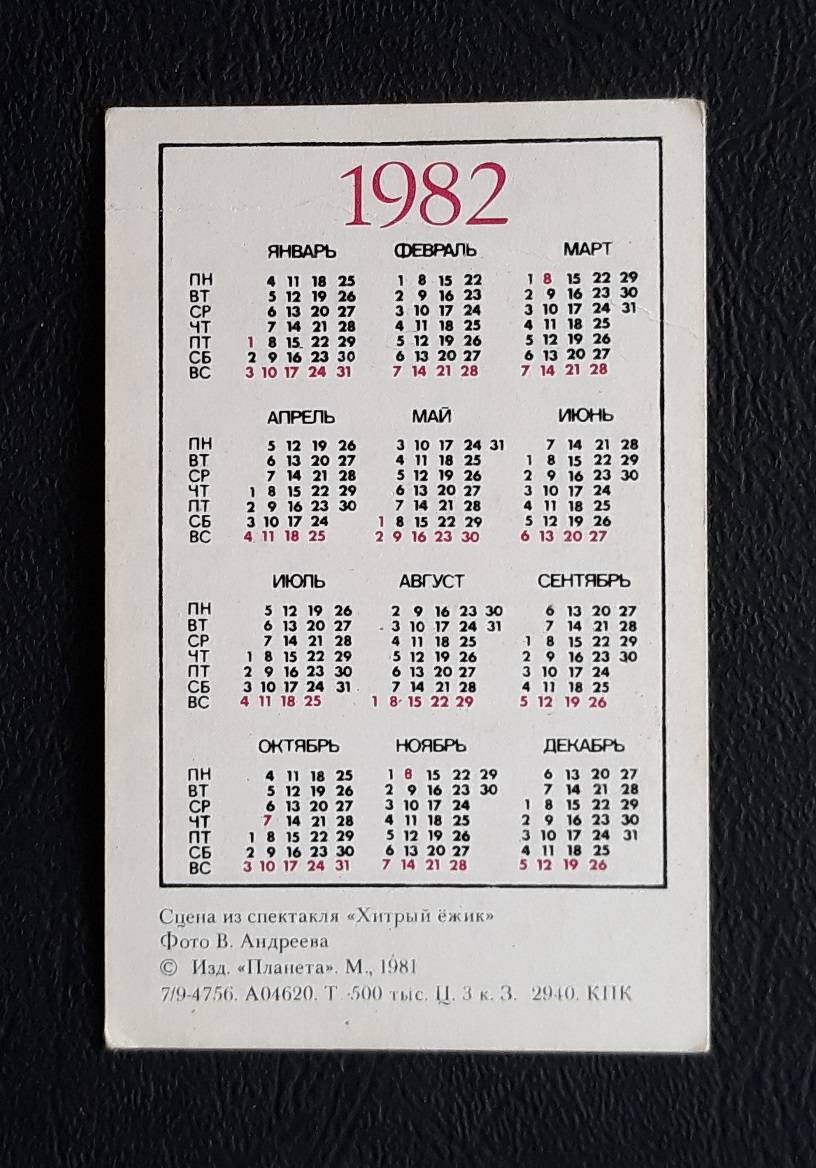 1982
ЯНВАРЬ ФЕВРАЛЬ МАРТ
ПН 4 11 18 25 1 8 15 22 1 8 15 22 29
ВТ 5 12 19 26 2 9 16 23 2 9 16 23 30
СР 6 13 20 27 3 10 17 24 3 10 17 24 31
ЧТ 7 14 21 28 4 11 18 25 4 11 18 25
ПТ 1 8 15 22 29 5 12 19 26 5 12 19 26
СБ 2 9 16 23 30 6 13 20 27 6 13 20 27
ВС 3 10 17 24 31 7 14 21 28 7 14 21 28
АПРЕЛЬ МАЙ ИЮНЬ
ПН 5 12 19 26 3 10 17 24 31 7 14 21 28
ВТ 6 13 20 27 4 11 18 25 1 8 15 22 29
СР 7 14 21 28 5 12 19 26 2 9 16 23 30
ЧТ 1 8 15 22 29 6 13 20 27 3 10 17 24
ПТ 2 9 16 23 30 7 14 21 28 4 11 18 25
СБ 3 10 17 24 1 8 15 22 29 5 12 19 26
ВС 4 11 18 25 2 9 16 23 30 6 13 20 27
ИЮЛЬ АВГУСТ СЕНТЯБРЬ
ПН 5 12 19 26 2 9 16 23 30 6 13 20 27
ВТ 6 13 20 27 3 10 17 24 31 7 14 21 28
СР 7 14 21 28 4 11 18 25 1 8 15 22 29
ЧТ 1 8 15 22 29 5 12 19 26 2 9 16 23 30
ПТ 2 9 16 23 30 6 13 20 27 3 10 17 24
СБ 3 10 17 24 31 7 14 21 28 4 11 18 25
ВС 4 11 18 25 1 8 15 22 29 5 12 19 26
ОКТЯБРЬ НОЯБРЬ ДЕКАБРЬ
ПН 4 11 18 25 1 8 15 22 29 6 13 20 27
ВТ 5 12 19 26 2 9 16 23 30 7 14 21 28
СР 6 13 20 27 3 10 17 24 1 8 15 22 29
ЧТ 7 14 21 28 4 11 18 25 2 9 16 23 30
ПТ 1 8 15 22 29 5 12 19 26 3 10 17 24 31
СБ 2 9 16 23 30 6 13 20 27 4 11 18 25
ВС 3 10 17 24 31 7 14 21 28 5 12 19 26
Сцена из спектакля «Хитрый ёжик»
Фото В. Андреева
© Изд. «Планета». М., 1981
7/9-4756. А04620. Т 500 тыс. Ц. 3 к. З. 2940. КПК